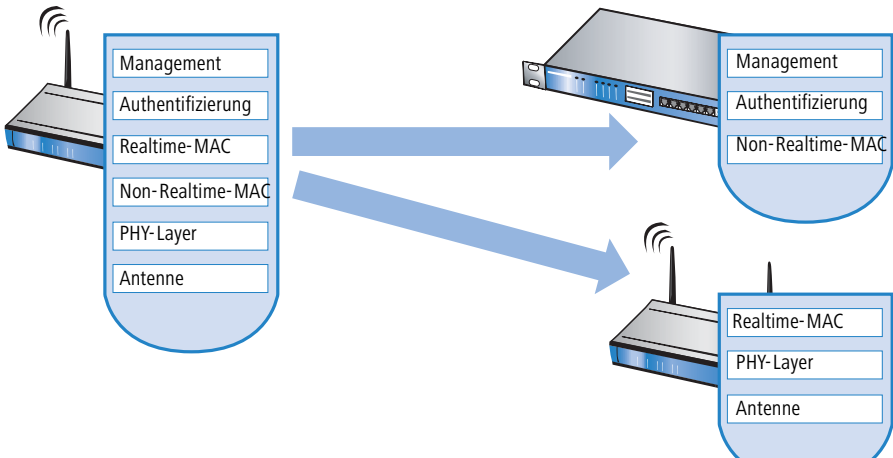 Management
Authentifizierung
Realtime-MAC
Non-Realtime-MAC
PHY-Layer
Antenne
Management
Authentifizierung
Non-Realtime-MAC
Realtime-MAC
PHY-Layer
Antenne